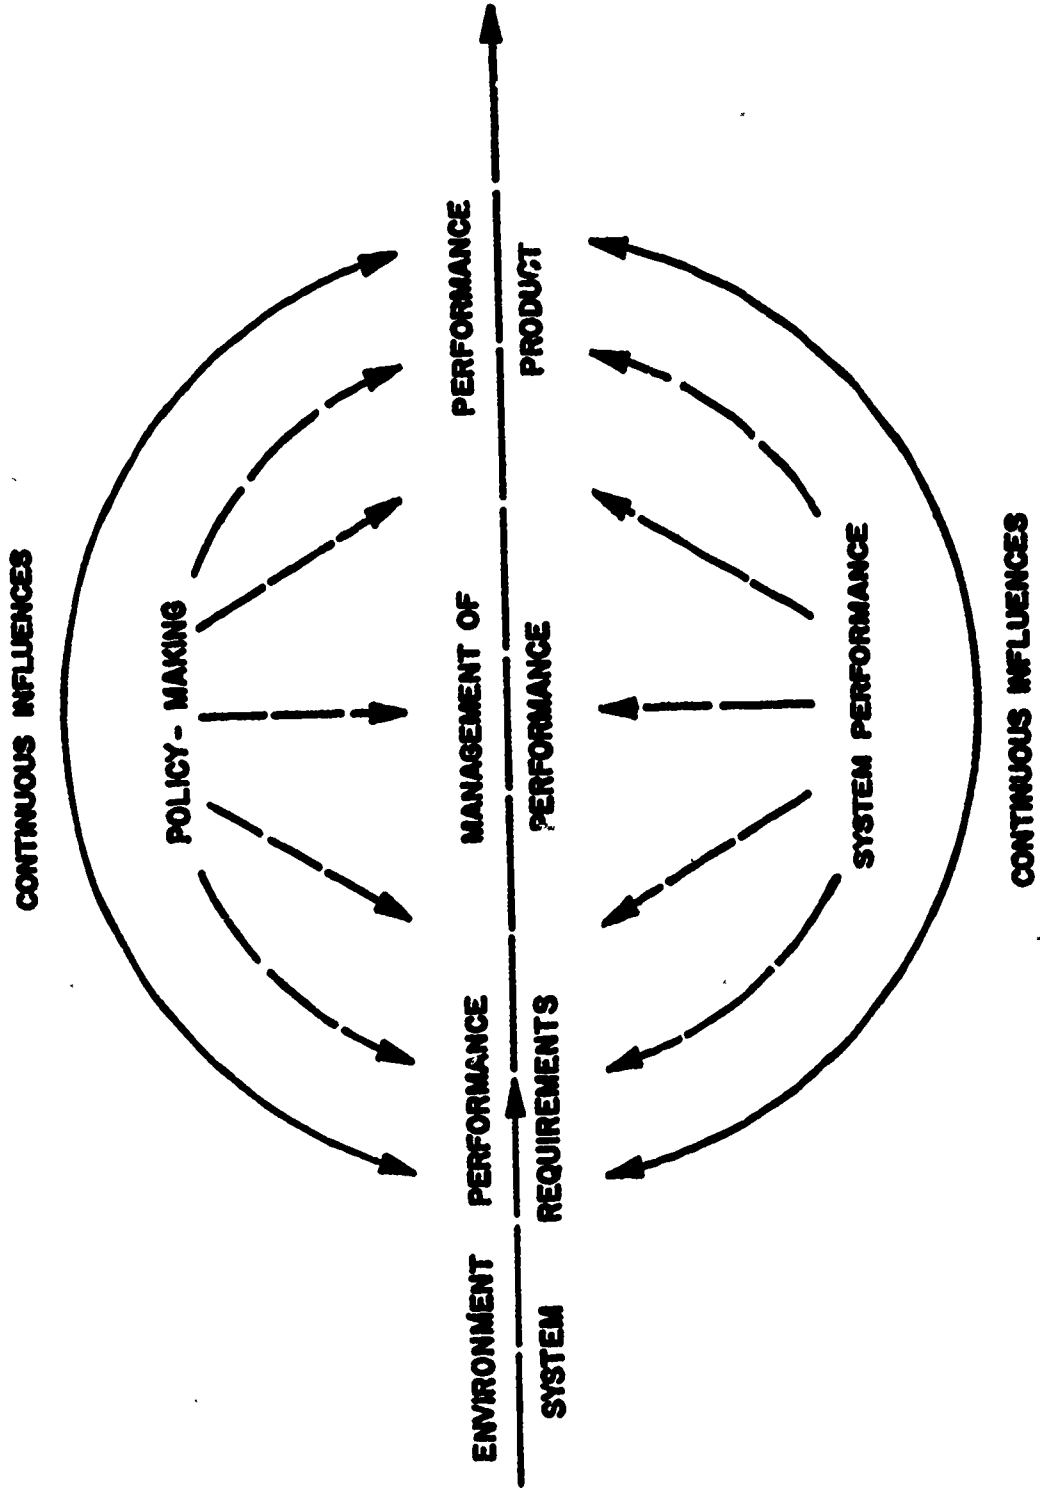 CONTINUOUS INFLUENCES
POLICY- MAKING
ENVIRONMENT PERFORMANCE MANAGEMENT OF PERFORMANCE
SYSTEM REQUIREMENTS PERFORMANCE PRODUCT
SYSTEM PERFORMANCE
CONTINUOUS INFLUENCES